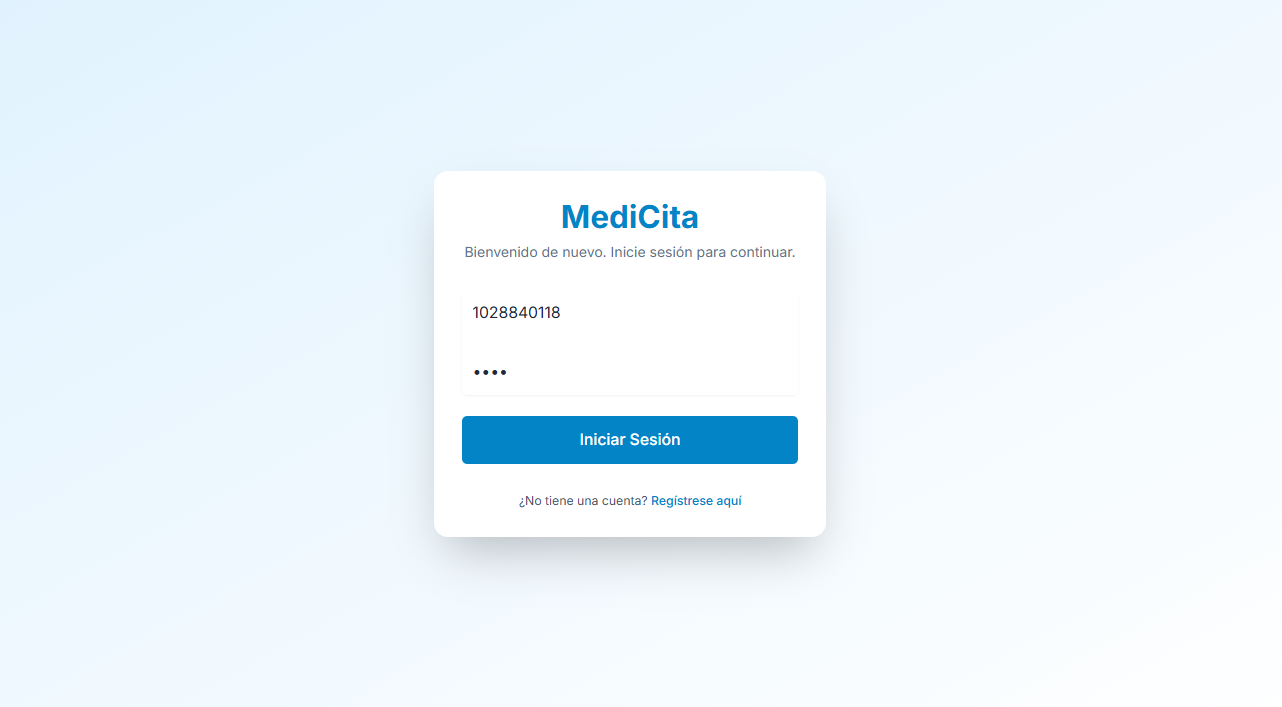 MediCita
Bienvenido de nuevo. Inicie sesión para continuar.
1028840118
••••
Iniciar Sesión
¿No tiene una cuenta? Regístrese aquí